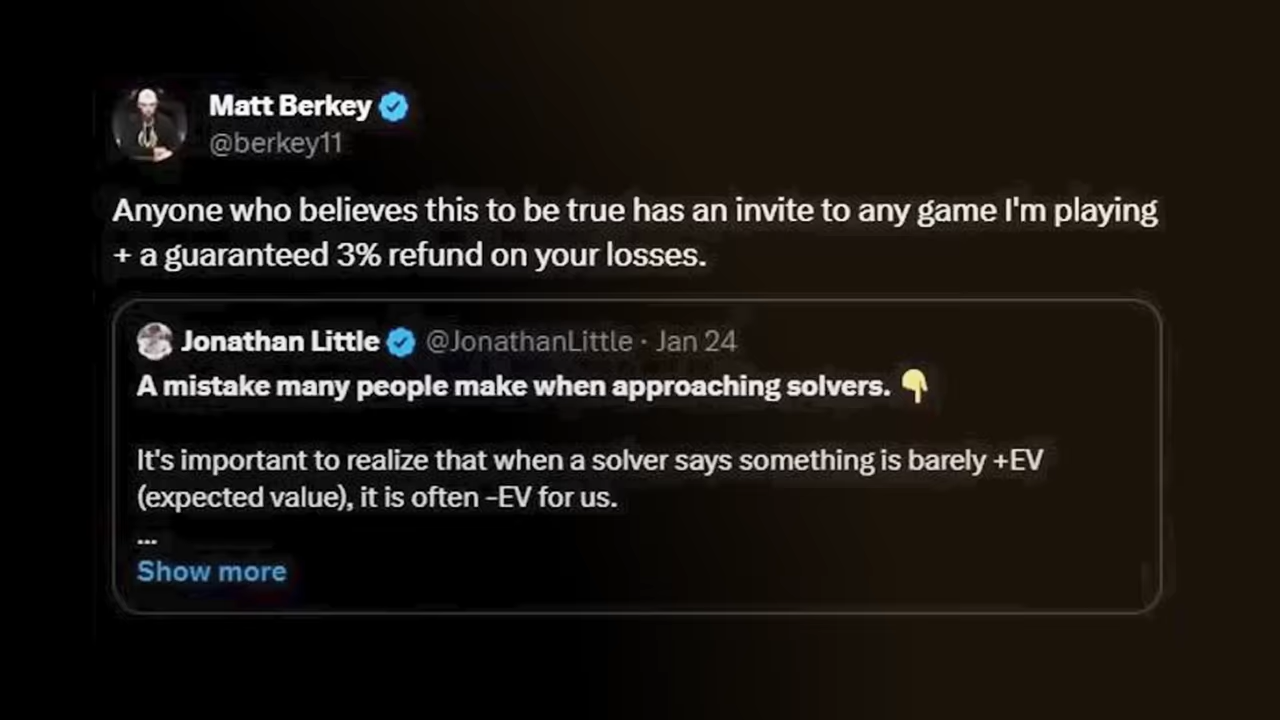 Matt Berkey
@berkey11
Anyone who believes this to be true has an invite to any game I'm playing
+ a guaranteed 3% refund on your losses.
Jonathan Little @JonathanLittle · Jan 24
A mistake many people make when approaching solvers. 👇
It's important to realize that when a solver says something is barely +EV
(expected value), it is often -EV for us.
...
Show more